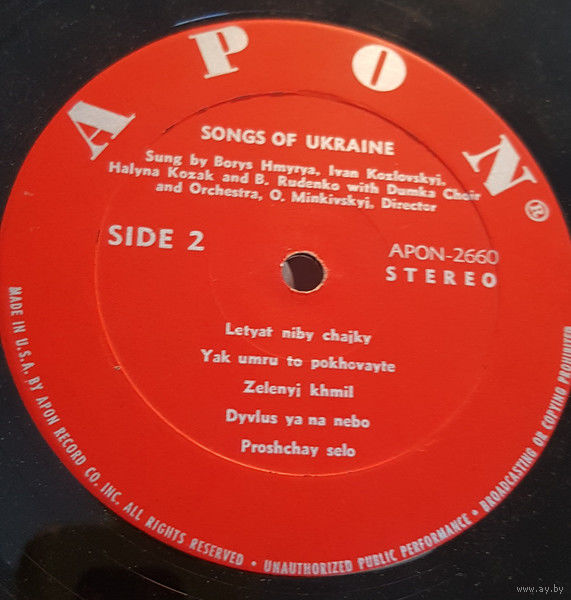 APON®
SONGS OF UKRAINE
Sung by Borys Hmyrya, Ivan Kozlovskyi,
Halyna Kozak and B. Rudenko with Dumka Choir
and Orchestra, O. Minkivskyj, Director
SIDE 2
APON-2660
STEREO
Letyat niby chajky
Yak umru to pokhovayte
Zelenyj khmil
Dyvlus ya na nebo
Proshchay selo
MADE IN U.S.A. BY APON RECORD CO. INC. ALL RIGHTS RESERVED • UNAUTHORIZED PUBLIC PERFORMANCE • BROADCASTING OR COPYING PROHIBITED
www.ay.by